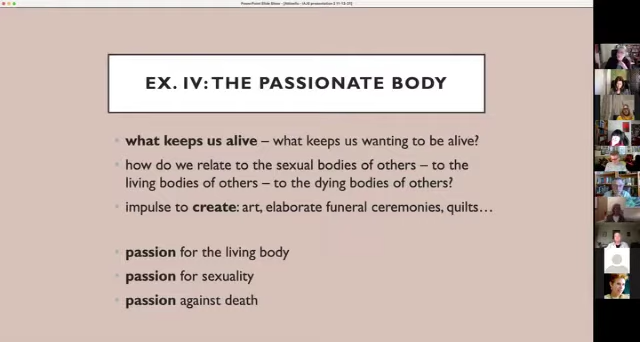 EX. IV: THE PASSIONATE BODY
what keeps us alive – what keeps us wanting to be alive?
how do we relate to the sexual bodies of others – to the
living bodies of others – to the dying bodies of others?
impulse to create: art, elaborate funeral ceremonies, quilts…
passion for the living body
passion for sexuality
passion against death